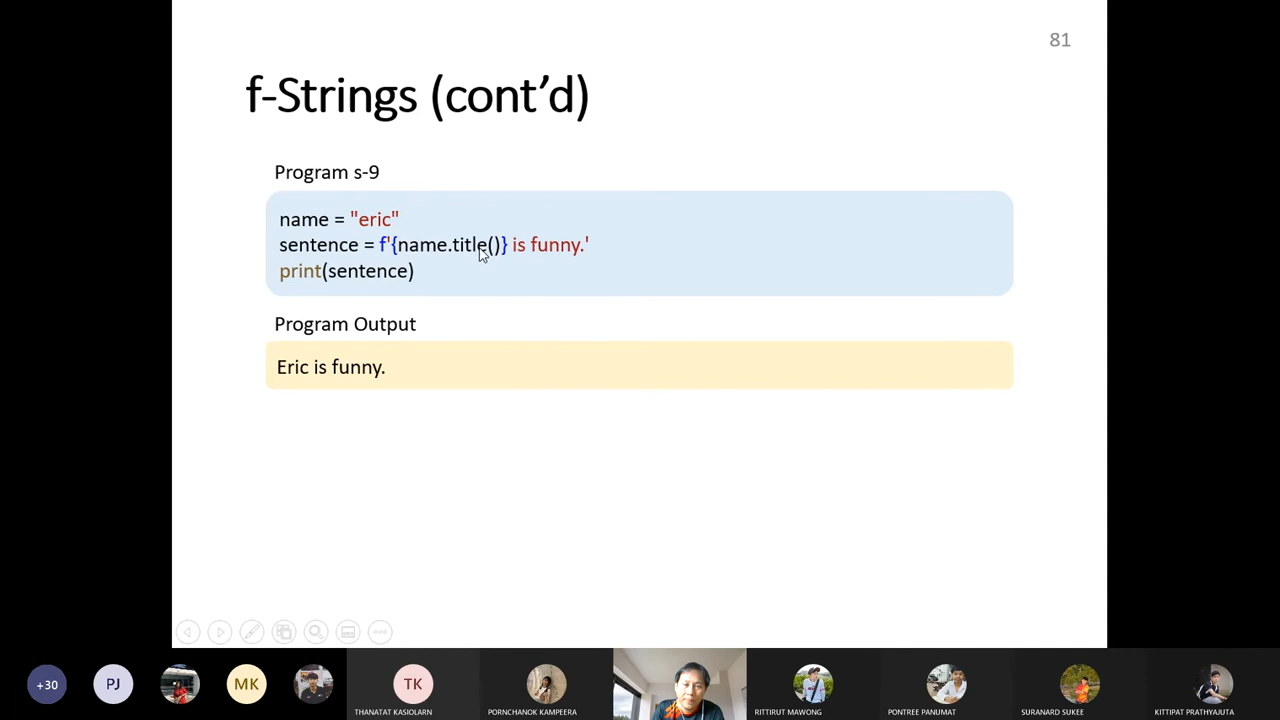 81
f-Strings (cont’d)
Program s-9
name = "eric"
sentence = f'{name.title()} is funny.'
print(sentence)
Program Output
Eric is funny.
+30
PJ
MK
TK
THANATAT KASIOLARN
PORNCHANOK KAMPEERA
RITTIRUT MAWONG
PONTREE PANUMAT
SURANARD SUKEE
KITTIPAT PRATHYAJUTA